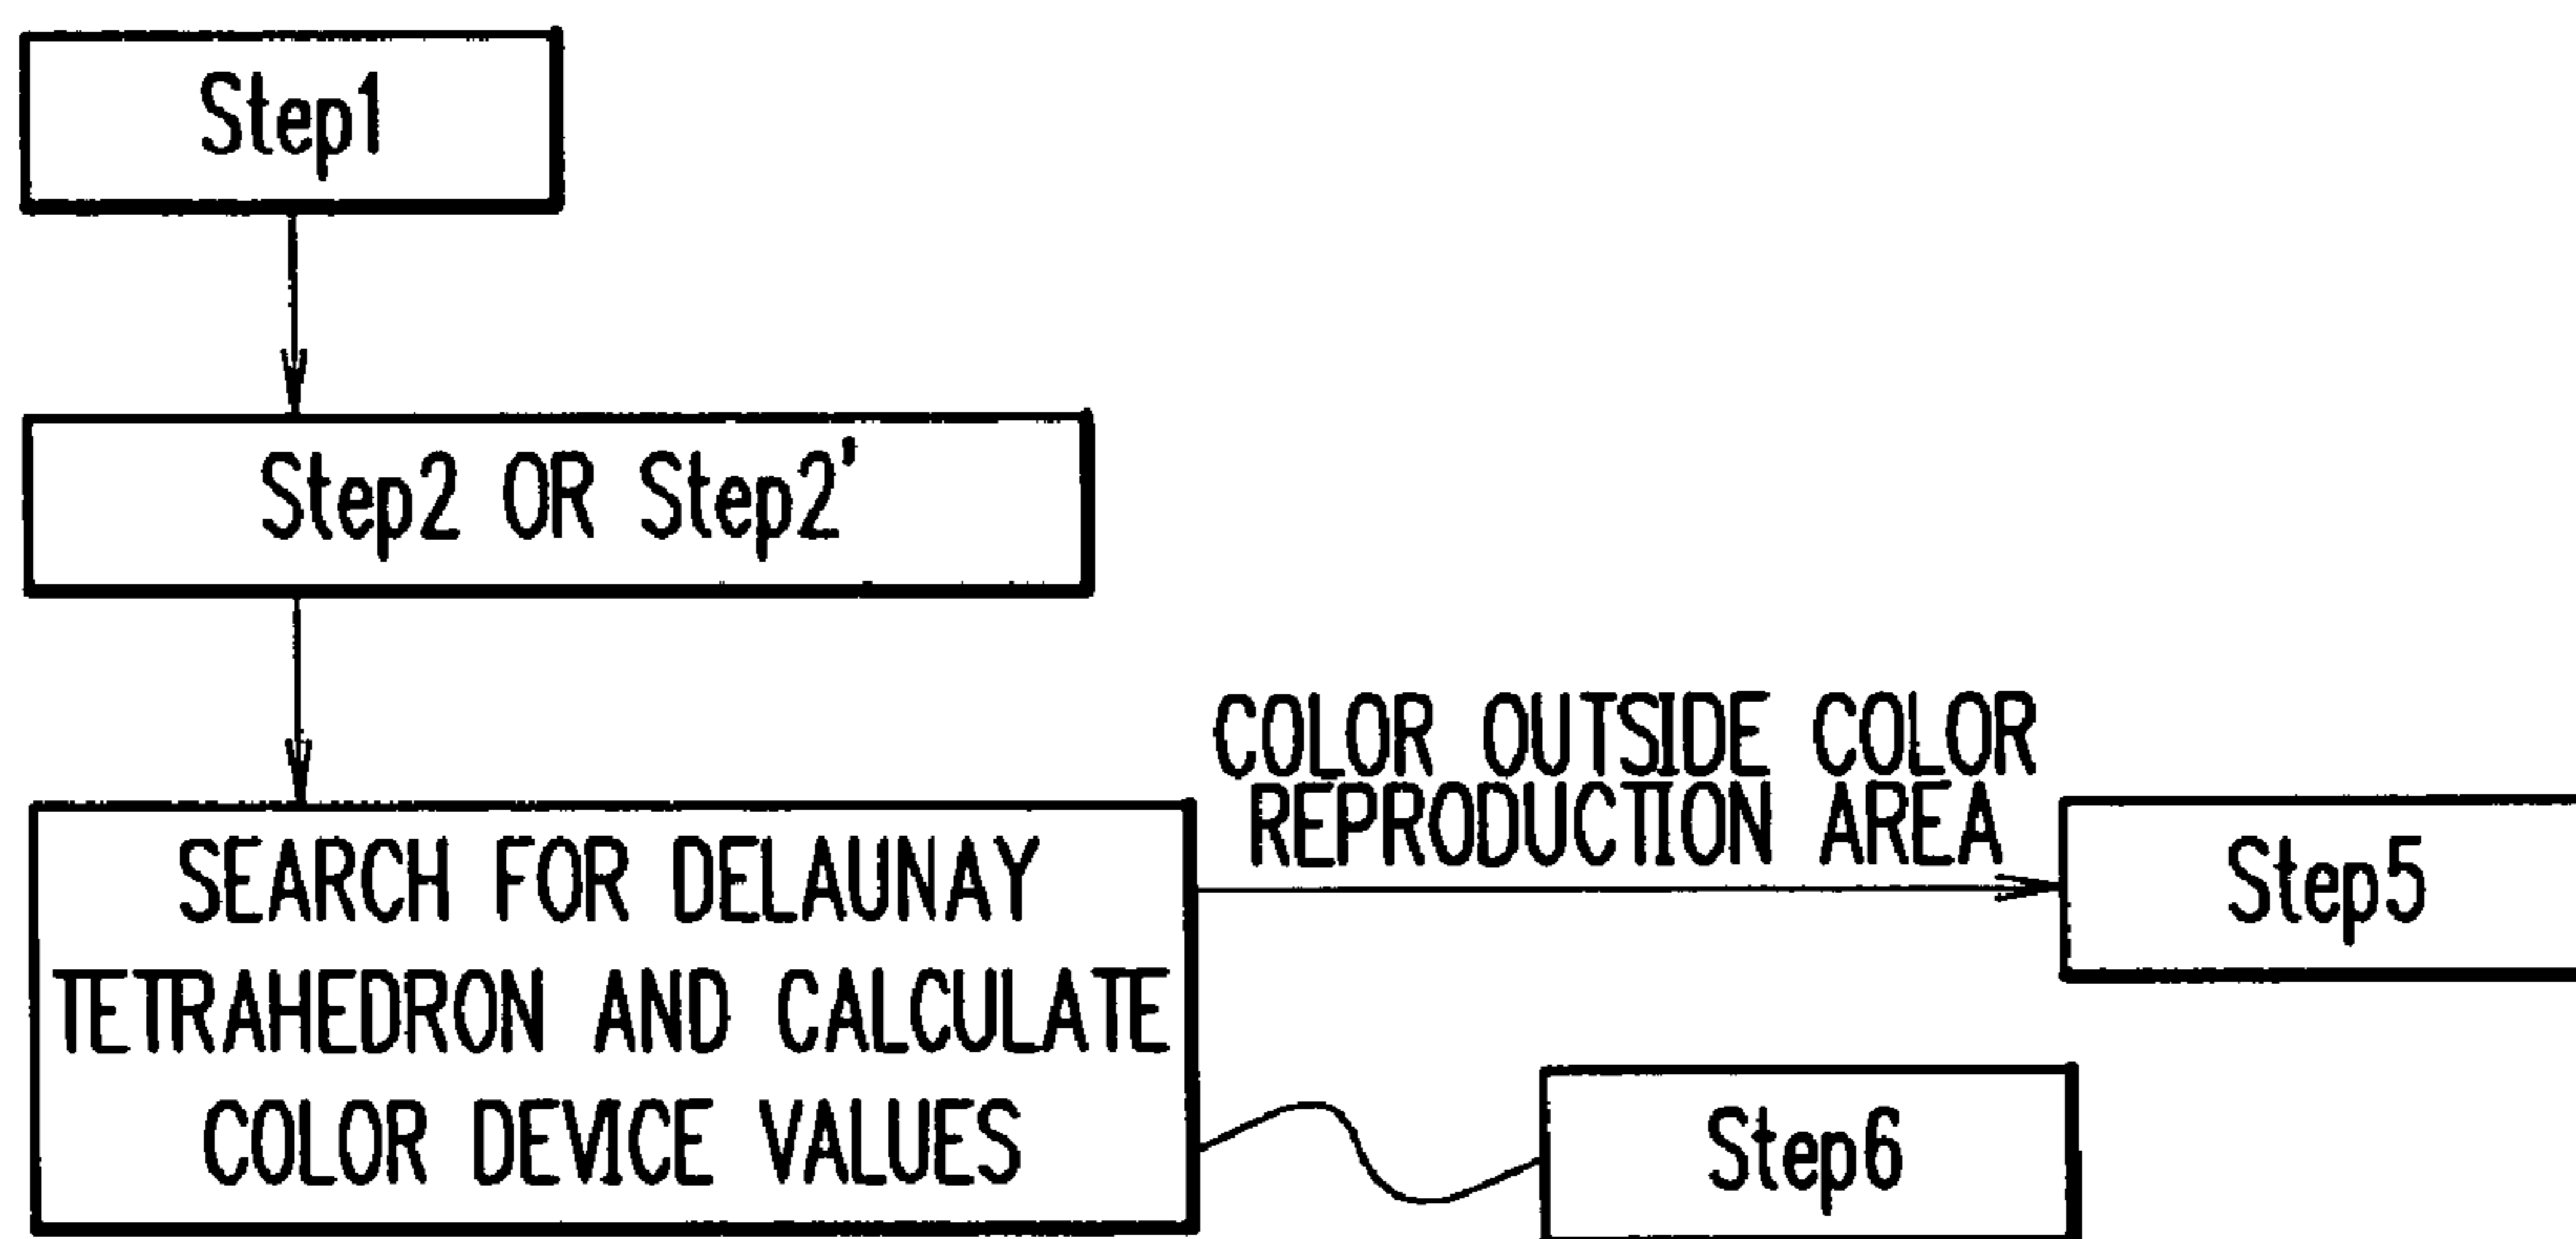 Step1
Step2 OR Step2'
COLOR OUTSIDE COLOR
REPRODUCTION AREA
SEARCH FOR DELAUNAY
TETRAHEDRON AND CALCULATE
COLOR DEVICE VALUES
Step5
Step6